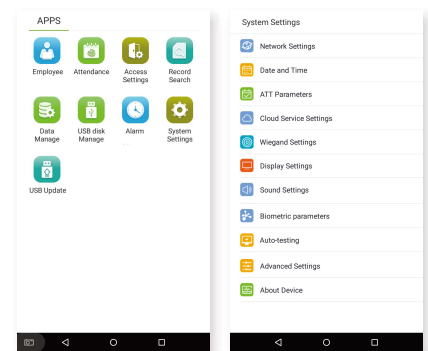 APPS
Employee
Attendance
Access
Settings
Record
Search
Data
Manage
USB disk
Manage
Alarm
System
Settings
USB Update
System Settings
Network Settings
Date and Time
ATT Parameters
Cloud Service Settings
Wiegand Settings
Display Settings
Sound Settings
Biometric parameters
Auto-testing
Advanced Settings
About Device